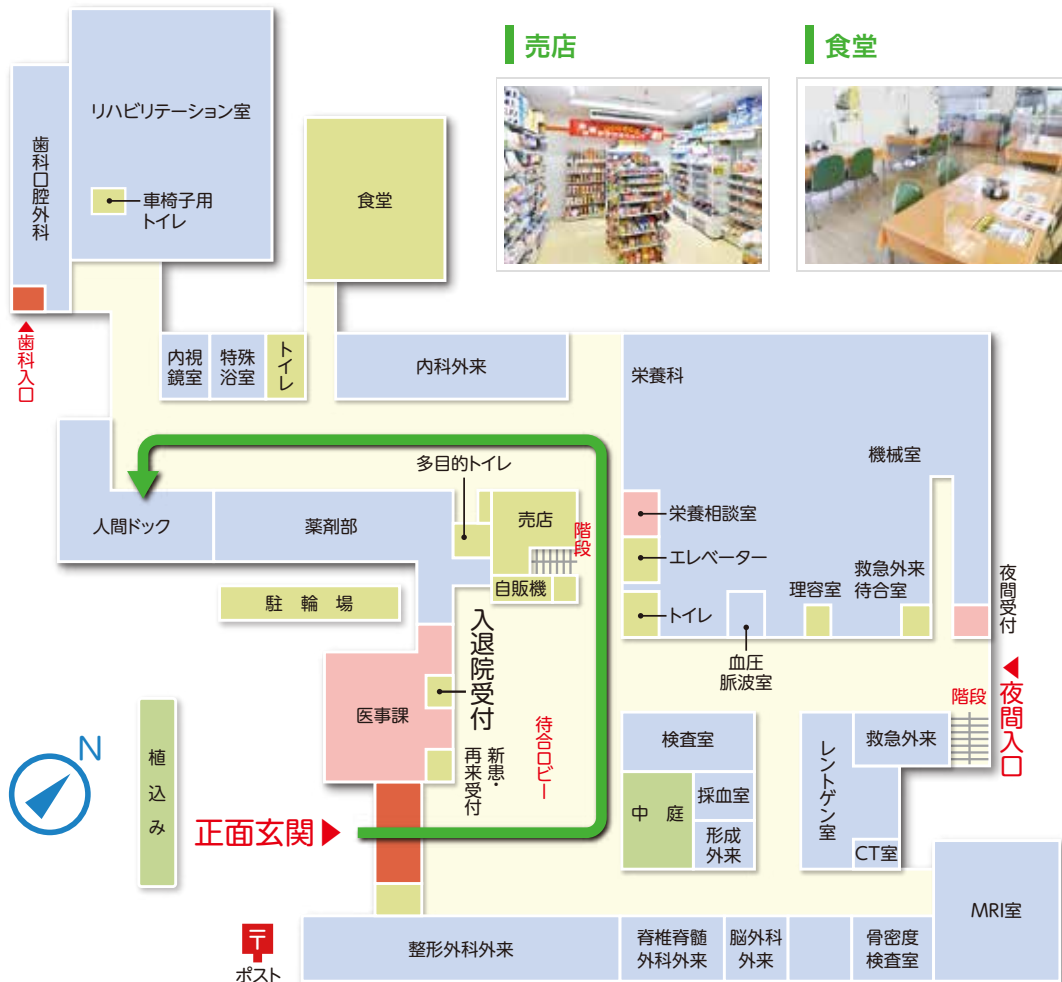 売店
食堂
リハビリテーション室
歯科口腔外科
車椅子用
トイレ
食堂
歯科入口
内視
鏡室
特殊
浴室
トイレ
内科外来
栄養科
機械室
多目的トイレ
人間ドック
薬剤部
売店
階段
栄養相談室
エレベーター
自販機
駐輪場
トイレ
理容室
救急外来
待合室
夜間受付
血圧
脈波室
入退院受付
医事課
新患・
再来受付
待合ロビー
階段
夜間入口
検査室
レントゲン室
救急外来
N
植込み
中庭
採血室
形成
外来
正面玄関
CT室
MRI室
〒
ポスト
整形外科外来
脊椎脊髄
外科外来
脳外科
外来
骨密度
検査室